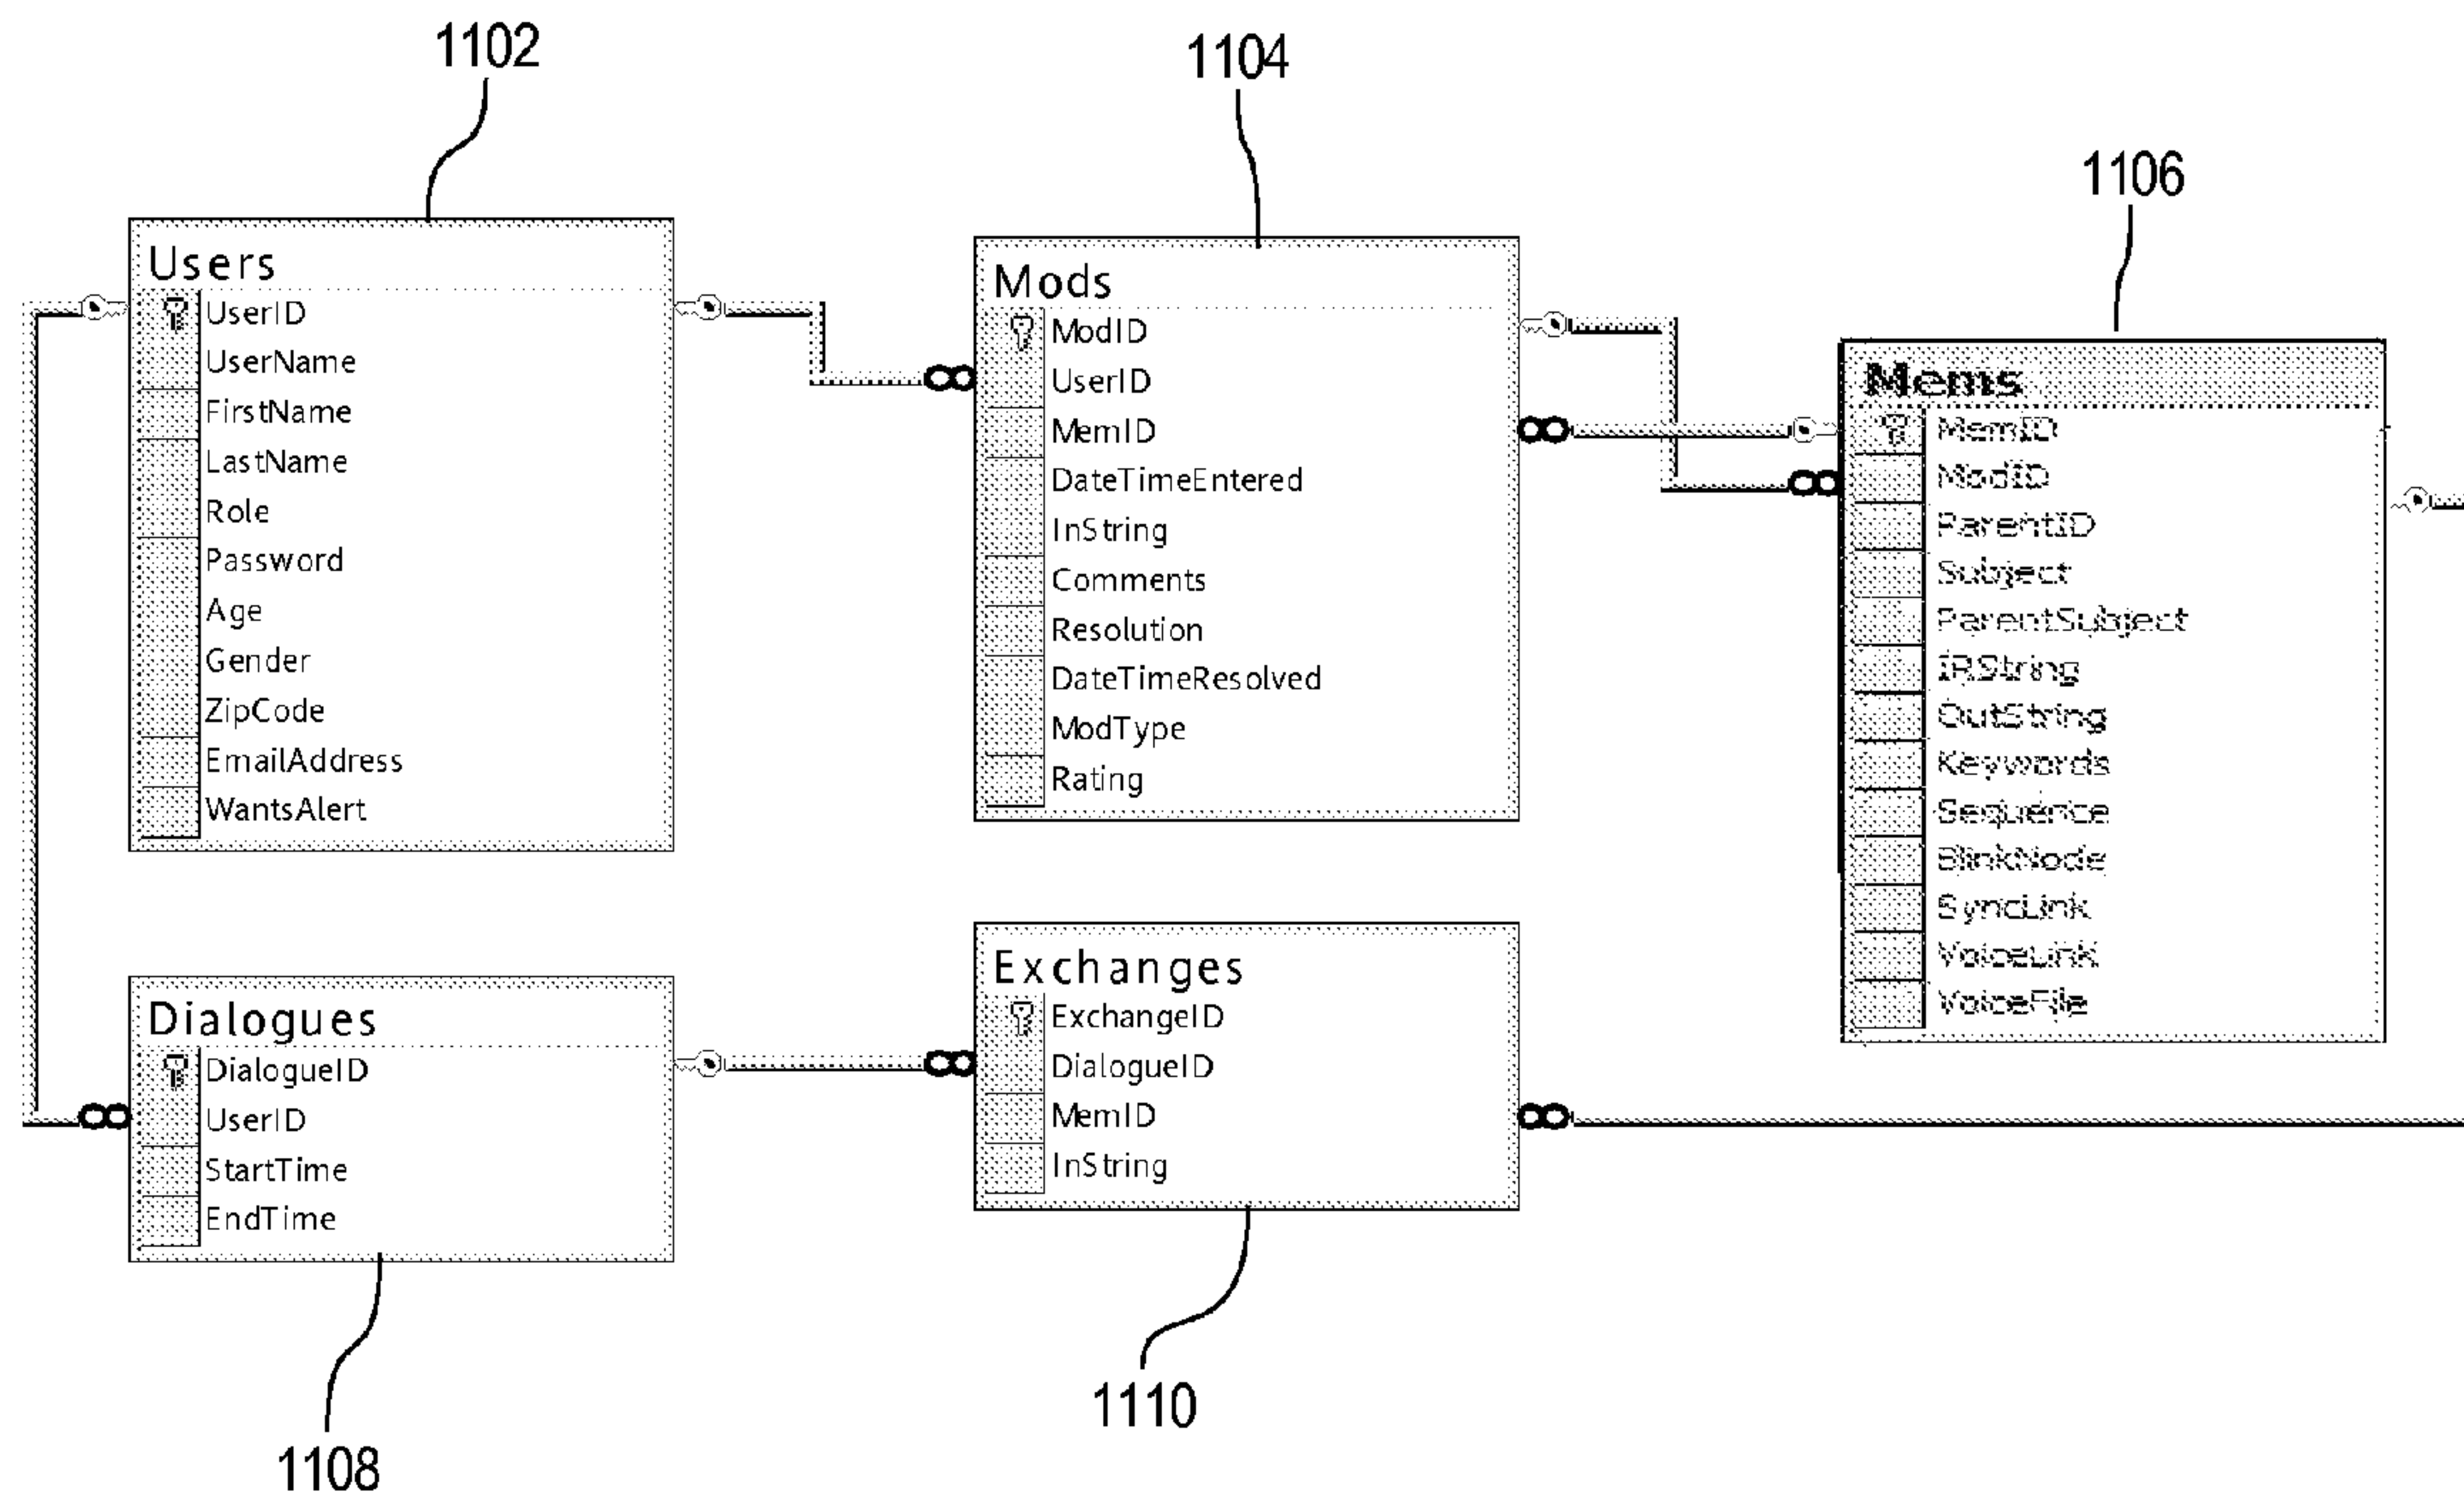 1102
1104
1106
Users
UserID
UserName
FirstName
LastName
Role
Password
Age
Gender
ZipCode
EmailAddress
WantsAlert
Mods
ModID
UserID
MemID
DateTimeEntered
InString
Comments
Resolution
DateTimeResolved
ModType
Rating
Mems
MemID
ModID
ParentID
Subject
ParentSubject
IRString
OutString
Keywords
Sequence
BlinkNode
SyncLink
VoiceLink
VoiceFile
Dialogues
DialogueID
UserID
StartTime
EndTime
Exchanges
ExchangeID
DialogueID
MemID
InString
1108
1110